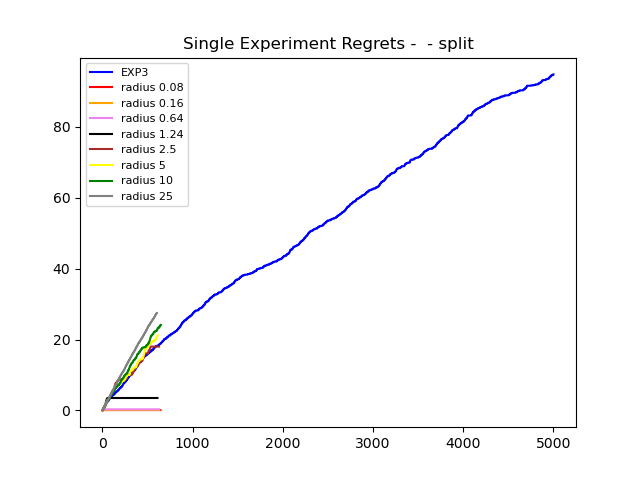 Single Experiment Regrets -  - split
EXP3
radius 0.08
radius 0.16
radius 0.64
radius 1.24
radius 2.5
radius 5
radius 10
radius 25
80
60
40
20
0
0 1000 2000 3000 4000 5000